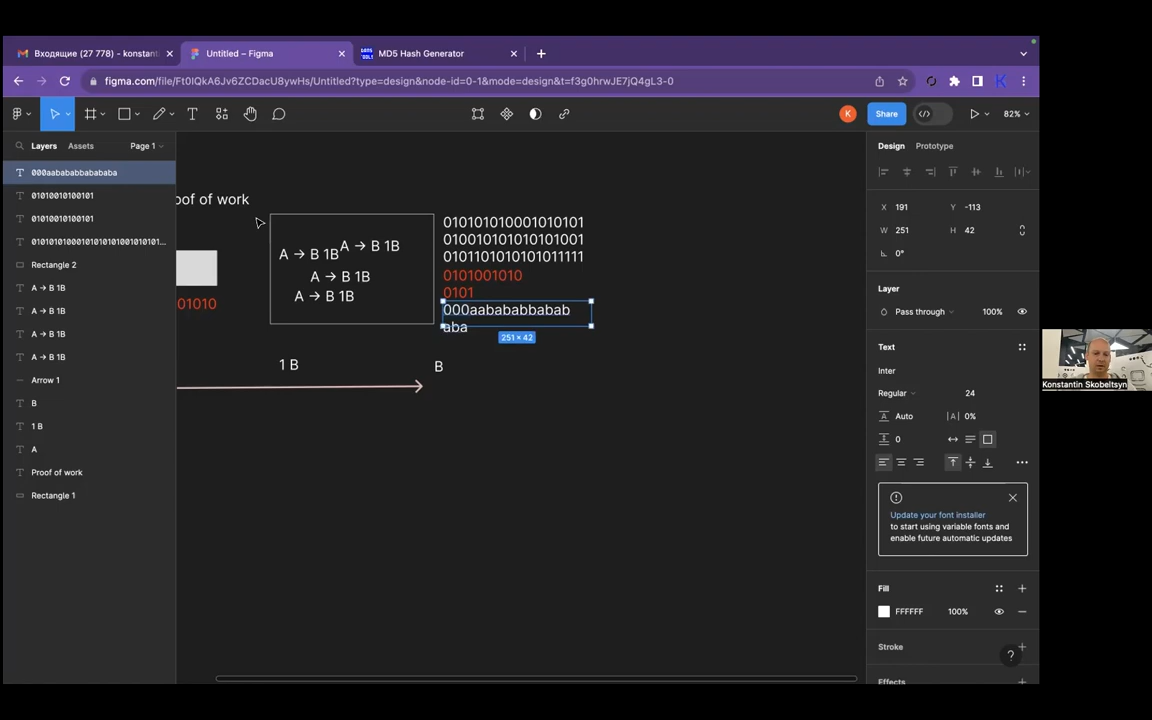 Входящие (27 778) - konstan
Untitled – Figma
MD5 Hash Generator
figma.com/file/Ft0IQkA6Jv6ZCDacU8ywHs/Untitled?type=design&node-id=0-1&mode=design&t=f3g0hrwJE7jQ4gL3-0
K
K
Share
82%
Layers
Assets
Page 1
Design
Prototype
000aabababbabababa
01010010100101
01010010100101
Rectangle 2
A → B 1B
A → B 1B
A → B 1B
A → B 1B
Arrow 1
B
1 B
A
Proof of work
Rectangle 1
oof of work
01010
A → B 1B
A → B 1B
A → B 1B
A → B 1B
010101010001010101
010010101010101001
0101101010101011111
0101001010
0101
000aabababbabab
aba
251 × 42
1 B
B
X 191
Y -113
W 251
H 42
0°
Layer
Pass through
100%
Text
Inter
Regular
24
Auto
|A| 0%
0
Update your font installer
to start using variable fonts and
enable future automatic updates
Fill
FFFFFF
100%
Stroke
?
Effects
Konstantin Skobeltsyn